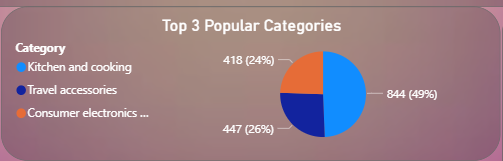 Top 3 Popular Categories
Category
Kitchen and cooking
Travel accessories
Consumer electronics ...
418 (24%)
844 (49%)
447 (26%)